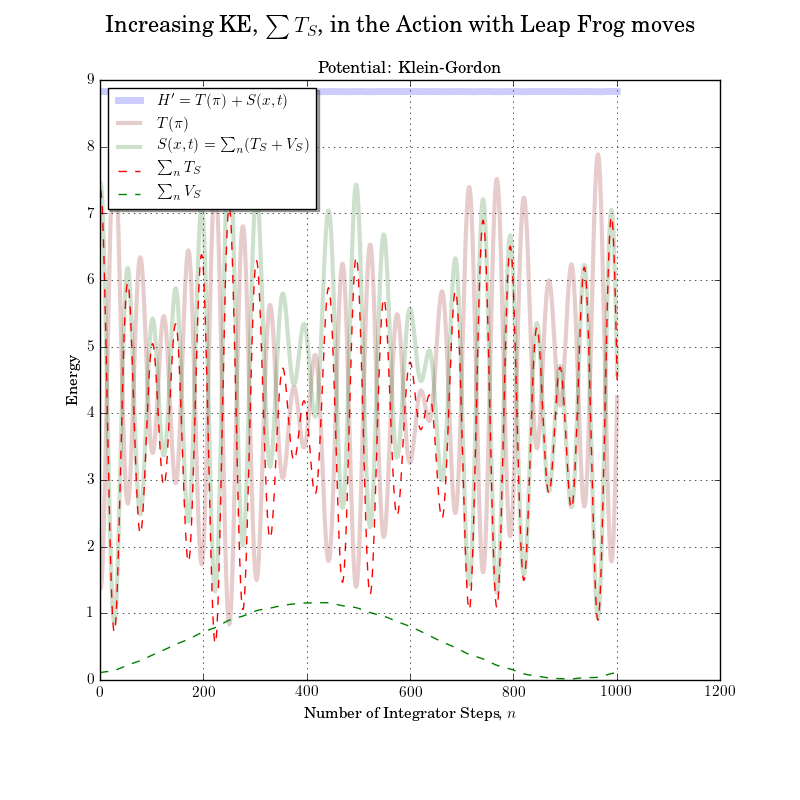 Increasing KE, ∑ T_S, in the Action with Leap Frog moves
Potential: Klein-Gordon
H′ = T(π) + S(x, t)
T(π)
S(x, t) = ∑_n(T_S + V_S)
∑_n T_S
∑_n V_S
Energy
9
8
7
6
5
4
3
2
1
0
0 200 400 600 800 1000 1200
Number of Integrator Steps, n